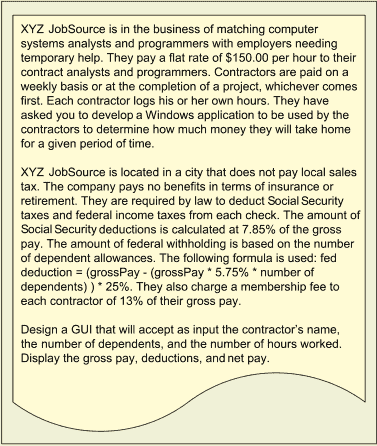 XYZ JobSource is in the business of matching computer
systems analysts and programmers with employers needing
temporary help. They pay a flat rate of $150.00 per hour to their
contract analysts and programmers. Contractors are paid on a
weekly basis or at the completion of a project, whichever comes
first. Each contractor logs his or her own hours. They have
asked you to develop a Windows application to be used by the
contractors to determine how much money they will take home
for a given period of time.

XYZ JobSource is located in a city that does not pay local sales
tax. The company pays no benefits in terms of insurance or
retirement. They are required by law to deduct Social Security
taxes and federal income taxes from each check. The amount of
Social Security deductions is calculated at 7.85% of the gross
pay. The amount of federal withholding is based on the number
of dependent allowances. The following formula is used: fed
deduction = (grossPay - (grossPay * 5.75% * number of
dependents) ) * 25%. They also charge a membership fee to
each contractor of 13% of their gross pay.

Design a GUI that will accept as input the contractor's name,
the number of dependents, and the number of hours worked.
Display the gross pay, deductions, and net pay.